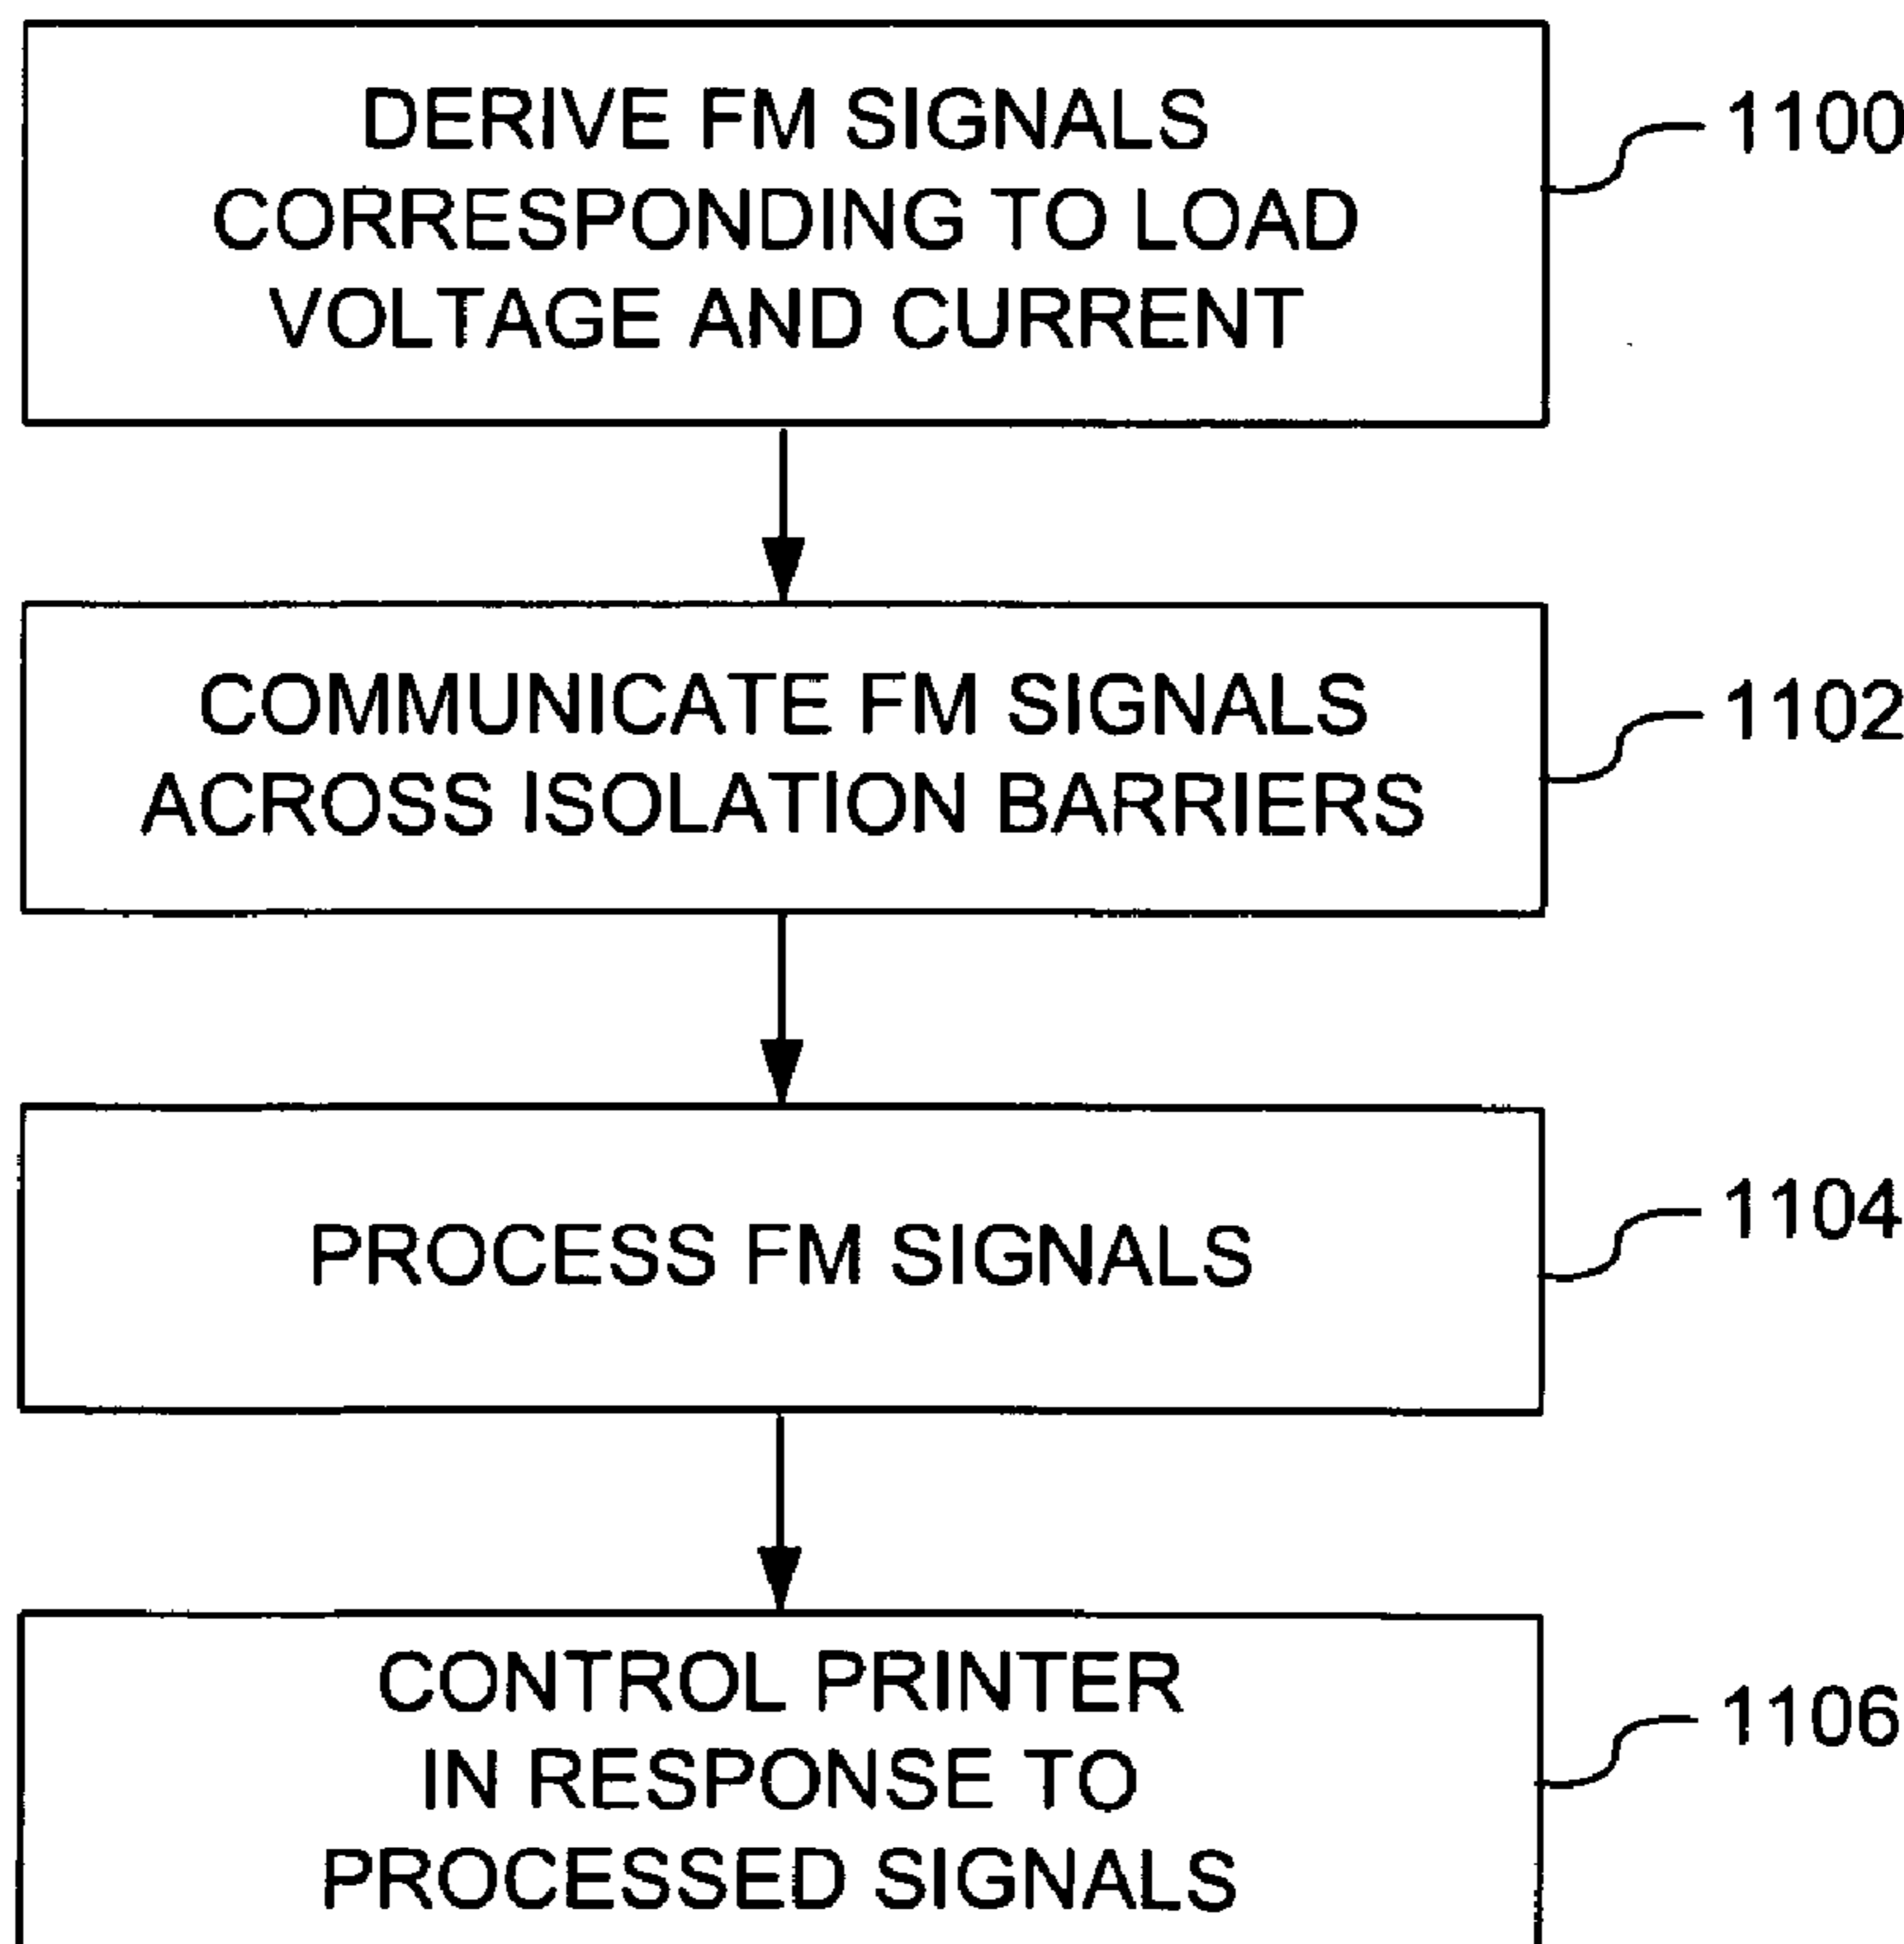 DERIVE FM SIGNALS
CORRESPONDING TO LOAD
VOLTAGE AND CURRENT
1100
COMMUNICATE FM SIGNALS
ACROSS ISOLATION BARRIERS
1102
PROCESS FM SIGNALS
1104
CONTROL PRINTER
IN RESPONSE TO
PROCESSED SIGNALS
1106